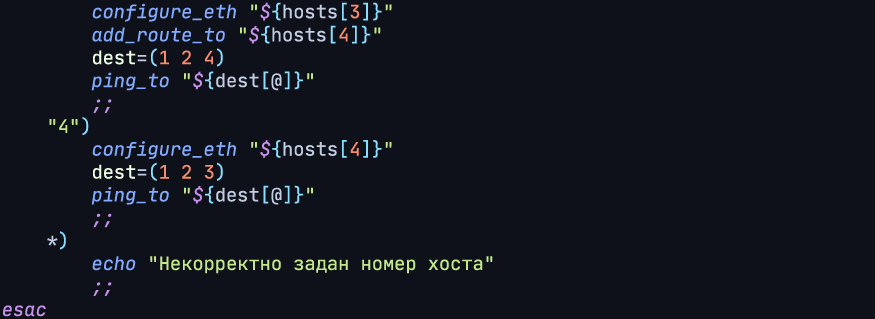 configure_eth "${hosts[3]}"
        add_route_to "${hosts[4]}"
        dest=(1 2 4)
        ping_to "${dest[@]}"
        ;;
    "4")
        configure_eth "${hosts[4]}"
        dest=(1 2 3)
        ping_to "${dest[@]}"
        ;;
    *)
        echo "Некорректно задан номер хоста"
        ;;
esac